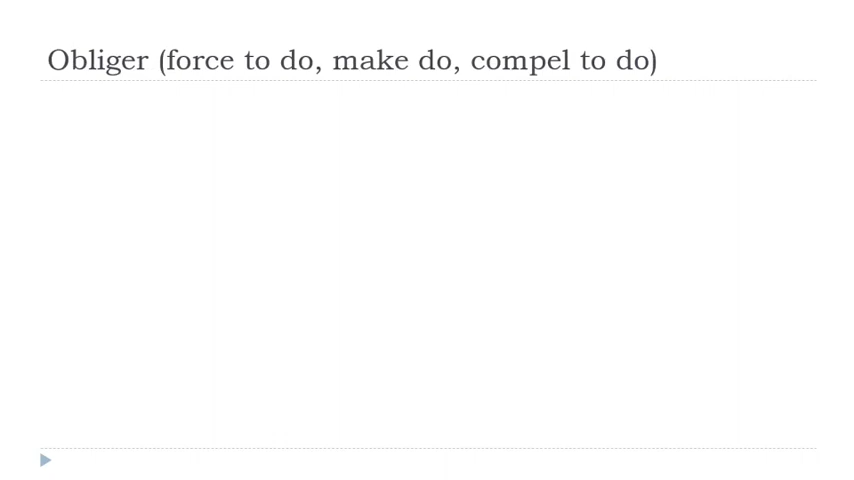 Obliger (force to do, make do, compel to do)